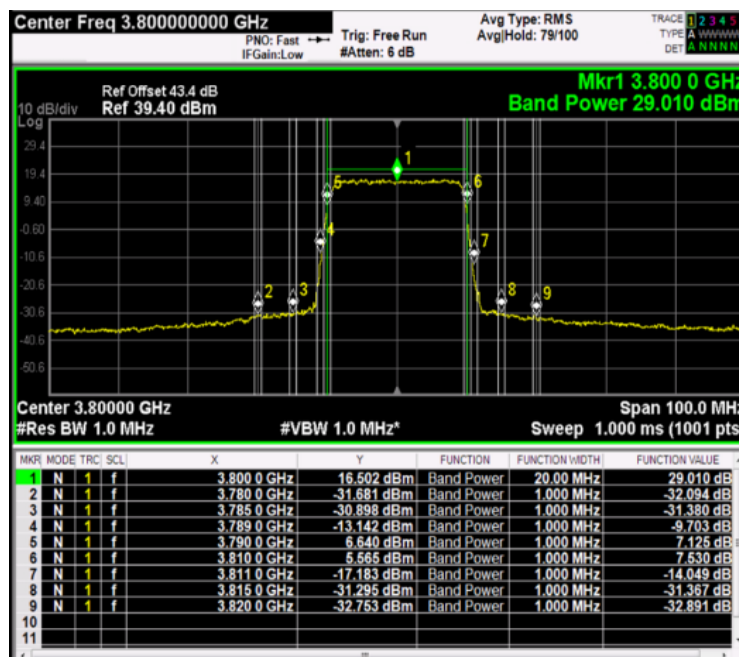 Center Freq 3.800000000 GHz
PNO: Fast
IFGain:Low
Trig: Free Run
#Atten: 6 dB
Avg Type: RMS
Avg|Hold: 79/100
TRACE 1 2 3 4 5
TYPE A WWWWW
DET A N N N N
Ref Offset 43.4 dB
Ref 39.40 dBm
10 dB/div
Log
Mkr1 3.800 0 GHz
Band Power 29.010 dBm
29.4
19.4
9.40
-0.60
-10.6
-20.6
-30.6
-40.6
-50.6
1
5
6
4
7
2
3
8
9
Center 3.80000 GHz
#Res BW 1.0 MHz
#VBW 1.0 MHz*
Span 100.0 MHz
Sweep 1.000 ms (1001 pts
MKR MODE TRC SCL X Y FUNCTION FUNCTION WIDTH FUNCTION VALUE
1 N 1 f 3.800 0 GHz 16.502 dBm Band Power 20.00 MHz 29.010 dB
2 N 1 f 3.780 0 GHz -31.681 dBm Band Power 1.000 MHz -32.094 dB
3 N 1 f 3.785 0 GHz -30.898 dBm Band Power 1.000 MHz -31.380 dB
4 N 1 f 3.789 0 GHz -13.142 dBm Band Power 1.000 MHz -9.703 dB
5 N 1 f 3.790 0 GHz 6.640 dBm Band Power 1.000 MHz 7.125 dB
6 N 1 f 3.810 0 GHz 5.565 dBm Band Power 1.000 MHz 7.530 dB
7 N 1 f 3.811 0 GHz -17.183 dBm Band Power 1.000 MHz -14.049 dB
8 N 1 f 3.815 0 GHz -31.295 dBm Band Power 1.000 MHz -31.367 dB
9 N 1 f 3.820 0 GHz -32.753 dBm Band Power 1.000 MHz -32.891 dB
10
11